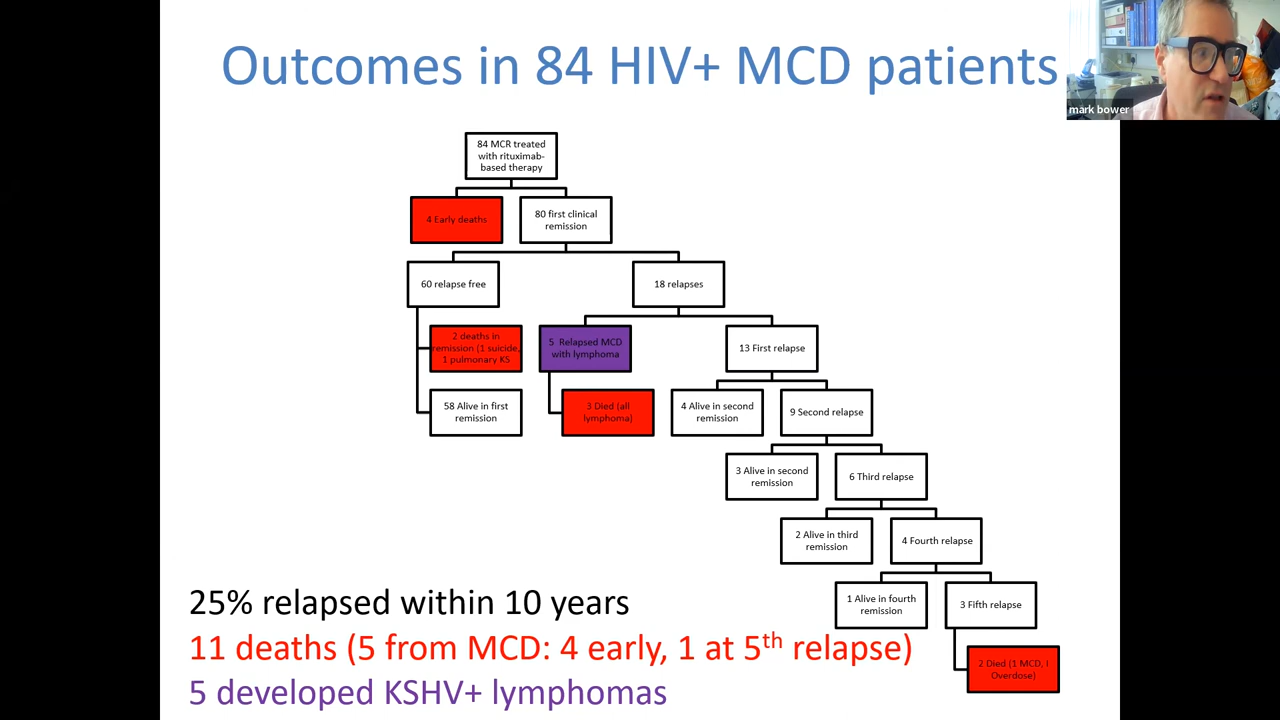 Outcomes in 84 HIV+ MCD patients
mark bower
84 MCR treated
with rituximab-
based therapy
4 Early deaths
80 first clinical
remission
60 relapse free
18 relapses
2 deaths in
remission (1 suicide,
1 pulmonary KS
5 Relapsed MCD
with lymphoma
13 First relapse
58 Alive in first
remission
3 Died (all
lymphoma)
4 Alive in second
remission
9 Second relapse
3 Alive in second
remission
6 Third relapse
2 Alive in third
remission
4 Fourth relapse
1 Alive in fourth
remission
3 Fifth relapse
2 Died (1 MCD, I
Overdose)
25% relapsed within 10 years
11 deaths (5 from MCD: 4 early, 1 at 5th relapse)
5 developed KSHV+ lymphomas